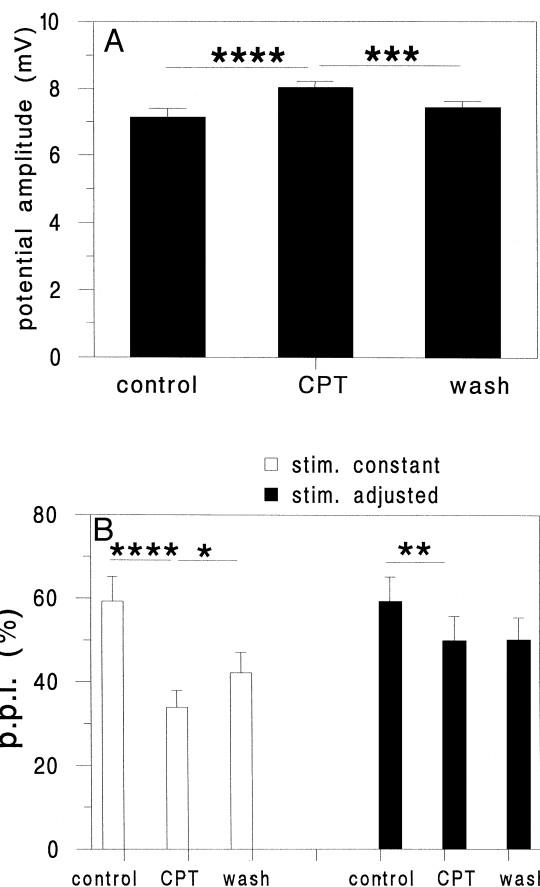 potential amplitude (mV)
A
10
8
6
4
2
0
**** ***
control CPT wash
stim. constant
stim. adjusted
p.p.I. (%)
B
80
60
40
20
0
**** * **
control CPT wash control CPT wash